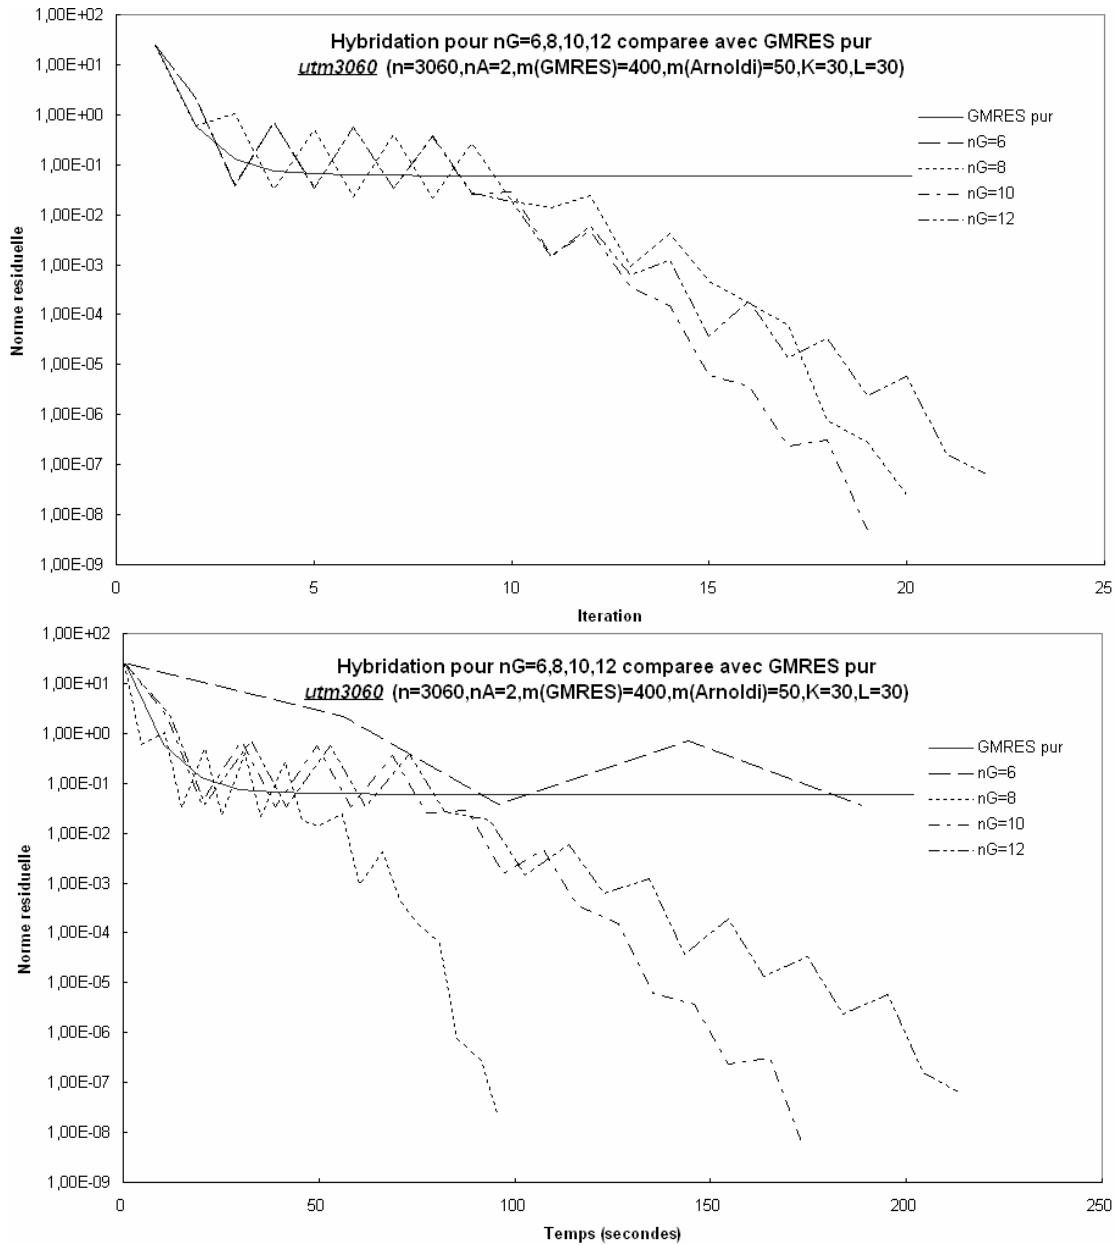 1,00E+02
1,00E+01
1,00E+00
1,00E-01
1,00E-02
1,00E-03
1,00E-04
1,00E-05
1,00E-06
1,00E-07
1,00E-08
1,00E-09
Norme residuelle
Hybridation pour nG=6,8,10,12 comparee avec GMRES pur
utm3060 (n=3060,nA=2,m(GMRES)=400,m(Arnoldi)=50,K=30,L=30)
GMRES pur
nG=6
nG=8
nG=10
nG=12
0 5 10 15 20 25
Iteration
1,00E+02
1,00E+01
1,00E+00
1,00E-01
1,00E-02
1,00E-03
1,00E-04
1,00E-05
1,00E-06
1,00E-07
1,00E-08
1,00E-09
Norme residuelle
Hybridation pour nG=6,8,10,12 comparee avec GMRES pur
utm3060 (n=3060,nA=2,m(GMRES)=400,m(Arnoldi)=50,K=30,L=30)
GMRES pur
nG=6
nG=8
nG=10
nG=12
0 50 100 150 200 250
Temps (secondes)